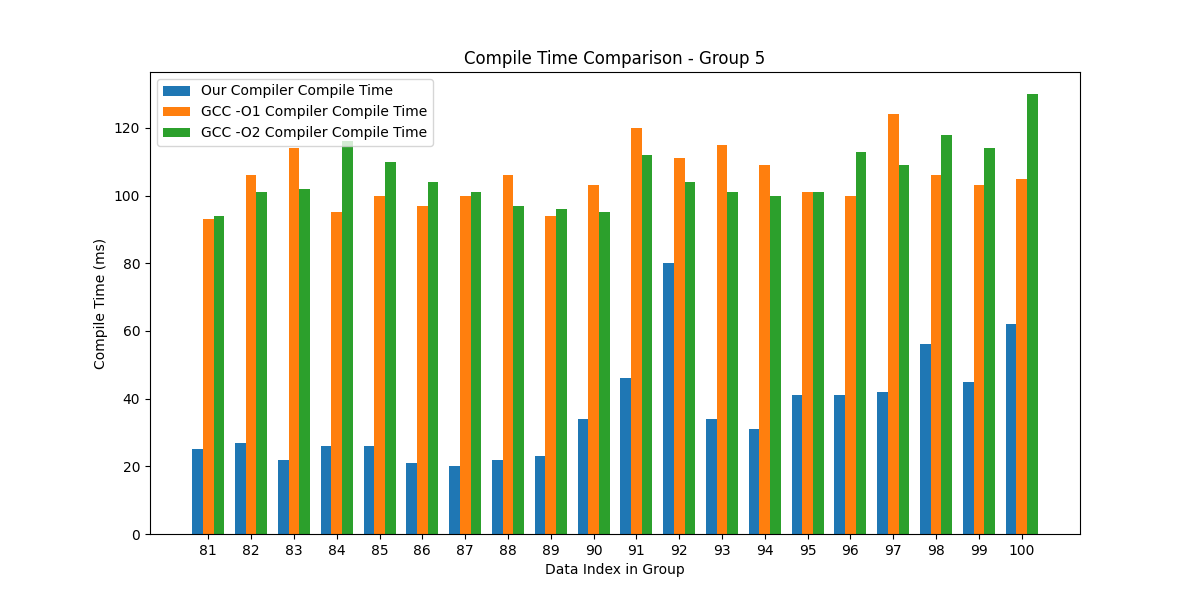 Compile Time Comparison - Group 5
Our Compiler Compile Time
GCC -O1 Compiler Compile Time
GCC -O2 Compiler Compile Time
Compile Time (ms)
120
100
80
60
40
20
0
81 82 83 84 85 86 87 88 89 90 91 92 93 94 95 96 97 98 99 100
Data Index in Group